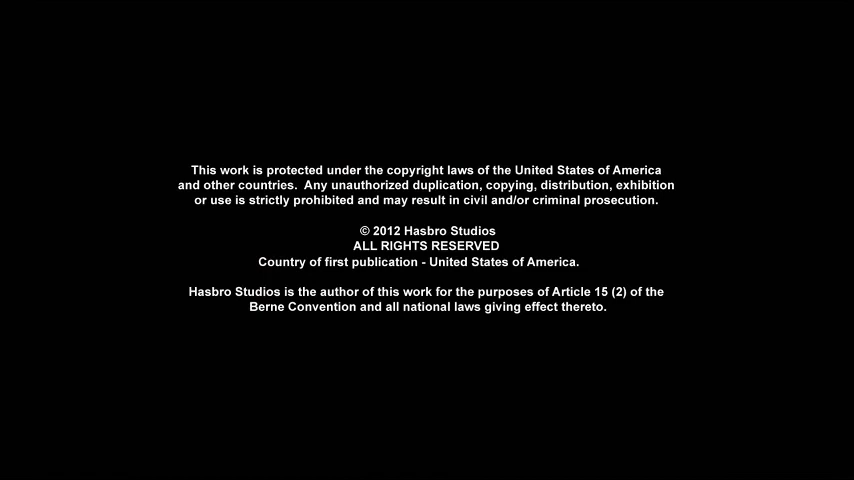 This work is protected under the copyright laws of the United States of America
and other countries.  Any unauthorized duplication, copying, distribution, exhibition
or use is strictly prohibited and may result in civil and/or criminal prosecution.
© 2012 Hasbro Studios
ALL RIGHTS RESERVED
Country of first publication - United States of America.
Hasbro Studios is the author of this work for the purposes of Article 15 (2) of the
Berne Convention and all national laws giving effect thereto.